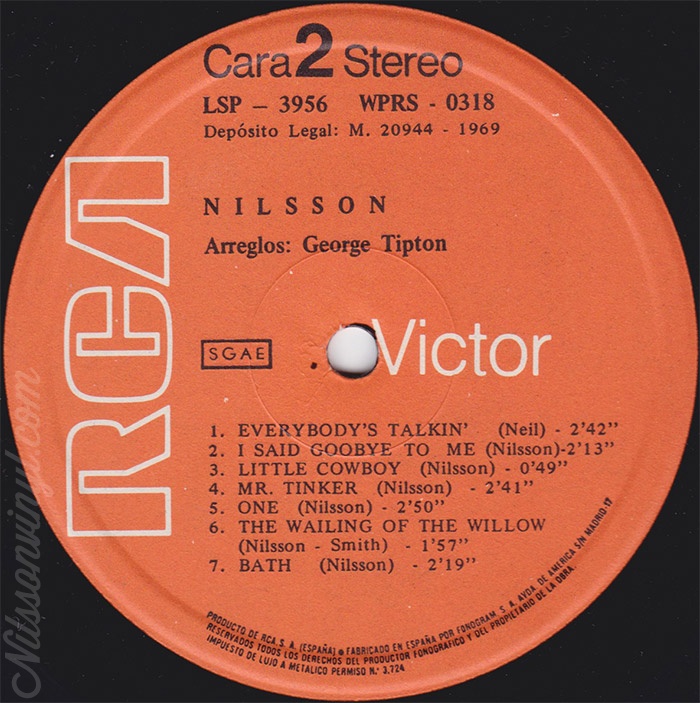 Cara 2 Stereo
LSP – 3956 WPRS - 0318
Depósito Legal: M. 20944 - 1969
NILSSON
Arreglos: George Tipton
RCA
SGAE
Victor
1. EVERYBODY'S TALKIN' (Neil) - 2'42"
2. I SAID GOOBYE TO ME (Nilsson)-2'13"
3. LITTLE COWBOY (Nilsson) - 0'49"
4. MR. TINKER (Nilsson) - 2'41"
5. ONE (Nilsson) - 2'50"
6. THE WAILING OF THE WILLOW
(Nilsson - Smith) - 1'57"
7. BATH (Nilsson) - 2'19"
PRODUCTO DE RCA S. A. (ESPAÑA) ● FABRICADO EN ESPAÑA POR FONOGRAM, S. A. AVDA. DE AMERICA S/N MADRID-17
RESERVADOS TODOS LOS DERECHOS DEL PRODUCTOR FONOGRAFICO Y DEL PROPIETARIO DE LA OBRA.
IMPUESTO DE LUJO A METALICO PERMISO N.º 3.724
Nilssonvinyl.com